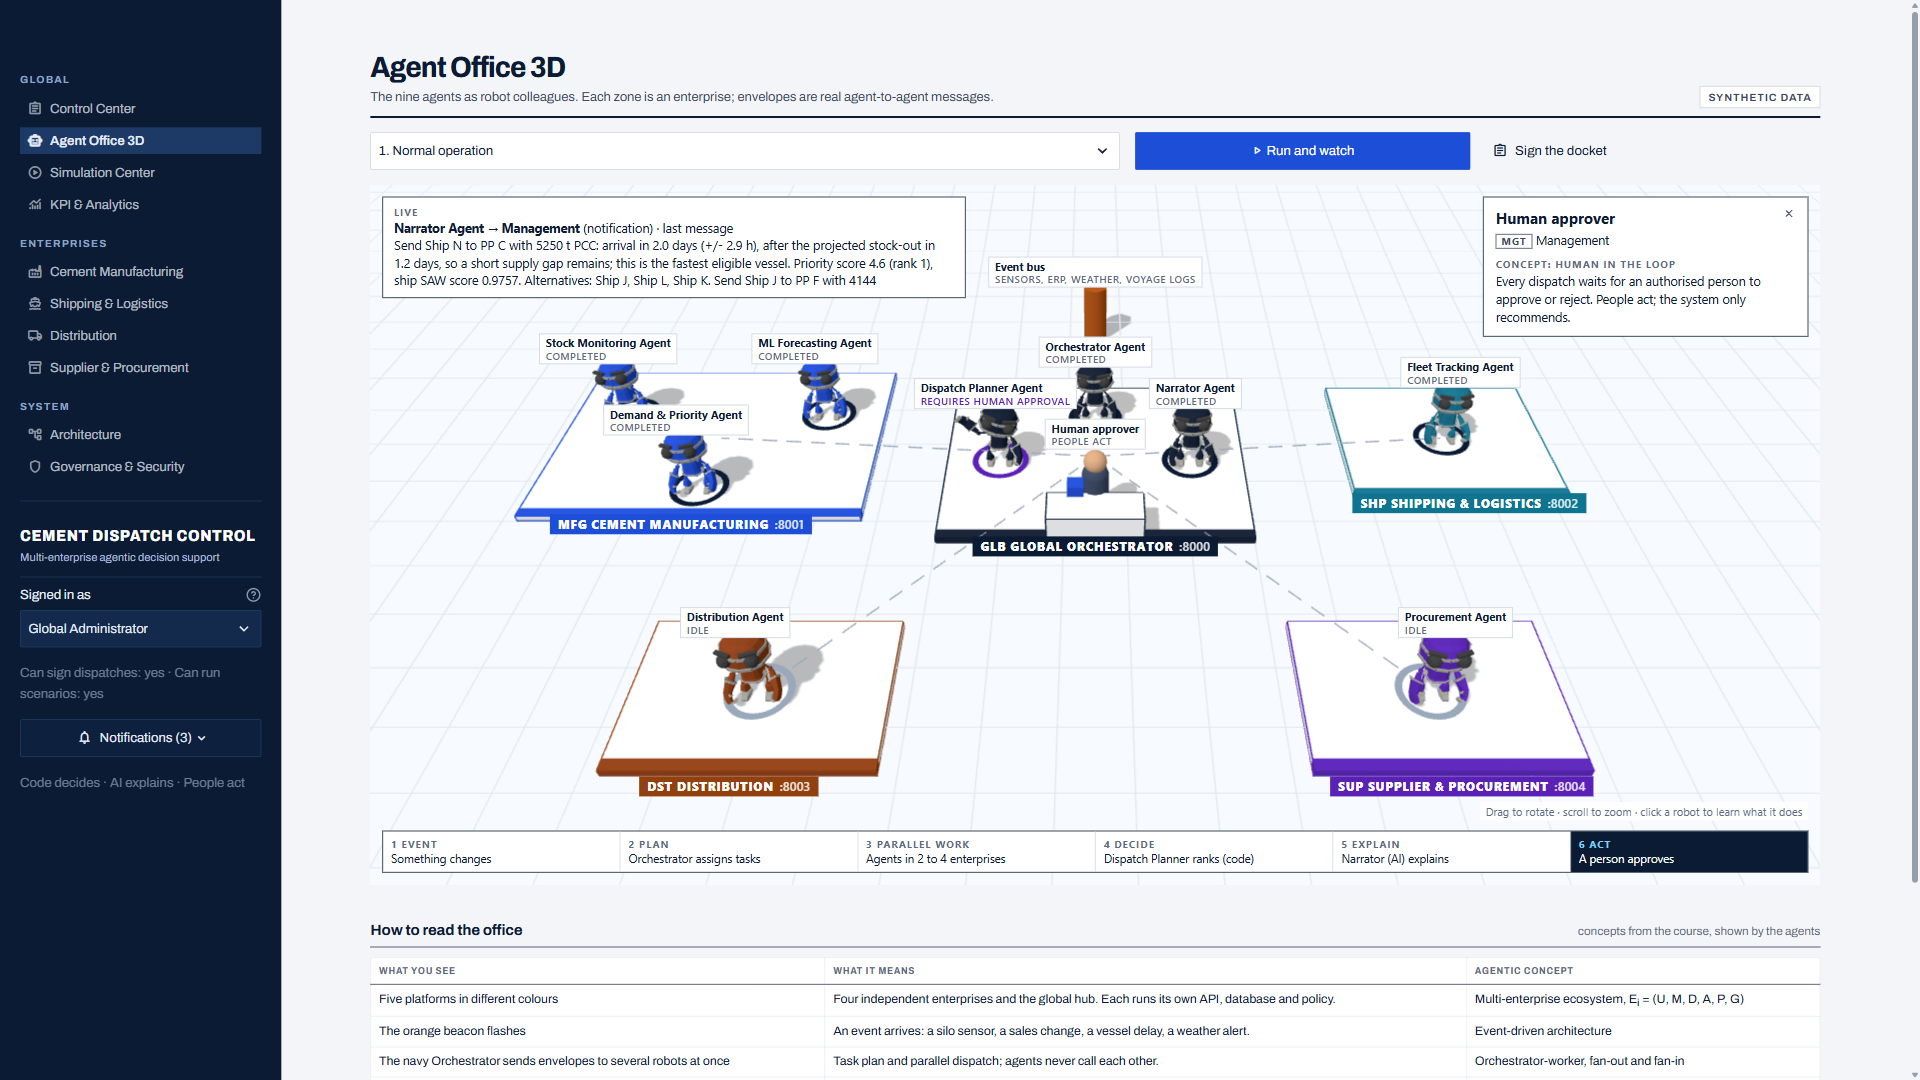 GLOBAL
Control Center
Agent Office 3D
Simulation Center
KPI & Analytics
ENTERPRISES
Cement Manufacturing
Shipping & Logistics
Distribution
Supplier & Procurement
SYSTEM
Architecture
Governance & Security
CEMENT DISPATCH CONTROL
Multi-enterprise agentic decision support
Signed in as
Global Administrator
Can sign dispatches: yes · Can run
scenarios: yes
Notifications (3)
Code decides · AI explains · People act
Agent Office 3D
The nine agents as robot colleagues. Each zone is an enterprise; envelopes are real agent-to-agent messages.
SYNTHETIC DATA
1. Normal operation
Run and watch
Sign the docket
LIVE
Narrator Agent → Management (notification) · last message
Send Ship N to PP C with 5250 t PCC: arrival in 2.0 days (+/- 2.9 h), after the projected stock-out in
1.2 days, so a short supply gap remains; this is the fastest eligible vessel. Priority score 4.6 (rank 1),
ship SAW score 0.9757. Alternatives: Ship J, Ship L, Ship K. Send Ship J to PP F with 4144
Human approver
MGT Management
CONCEPT: HUMAN IN THE LOOP
Every dispatch waits for an authorised person to
approve or reject. People act; the system only
recommends.
Event bus
SENSORS, ERP, WEATHER, VOYAGE LOGS
Stock Monitoring Agent
COMPLETED
ML Forecasting Agent
COMPLETED
Orchestrator Agent
COMPLETED
Fleet Tracking Agent
COMPLETED
Dispatch Planner Agent
REQUIRES HUMAN APPROVAL
Narrator Agent
COMPLETED
Demand & Priority Agent
COMPLETED
Human approver
PEOPLE ACT
MFG CEMENT MANUFACTURING :8001
GLB GLOBAL ORCHESTRATOR :8000
SHP SHIPPING & LOGISTICS :8002
Distribution Agent
IDLE
Procurement Agent
IDLE
DST DISTRIBUTION :8003
SUP SUPPLIER & PROCUREMENT :8004
Drag to rotate · scroll to zoom · click a robot to learn what it does
1 EVENT
Something changes
2 PLAN
Orchestrator assigns tasks
3 PARALLEL WORK
Agents in 2 to 4 enterprises
4 DECIDE
Dispatch Planner ranks (code)
5 EXPLAIN
Narrator (AI) explains
6 ACT
A person approves
How to read the office
concepts from the course, shown by the agents
WHAT YOU SEE
WHAT IT MEANS
AGENTIC CONCEPT
Five platforms in different colours
Four independent enterprises and the global hub. Each runs its own API, database and policy.
Multi-enterprise ecosystem, Ei = (U, M, D, A, P, G)
The orange beacon flashes
An event arrives: a silo sensor, a sales change, a vessel delay, a weather alert.
Event-driven architecture
The navy Orchestrator sends envelopes to several robots at once
Task plan and parallel dispatch; agents never call each other.
Orchestrator-worker, fan-out and fan-in